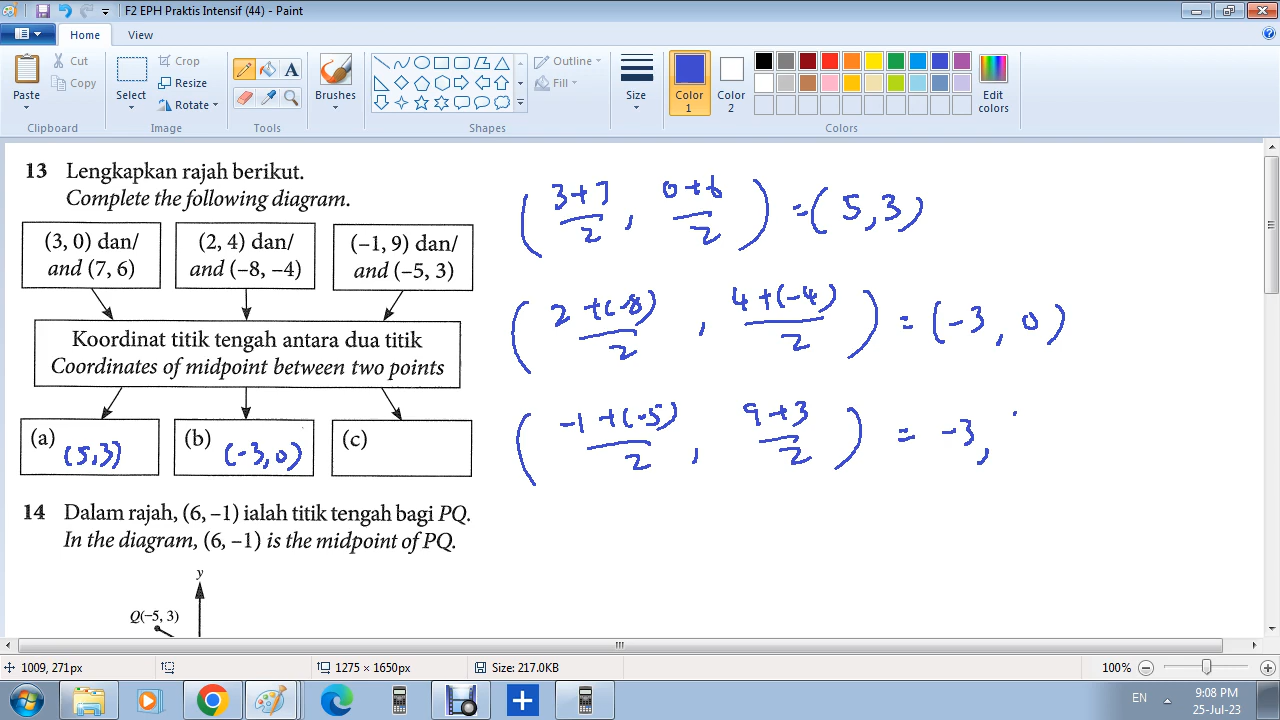 F2 EPH Praktis Intensif (44) - Paint
Home View
Paste Cut Copy Clipboard
Select Crop Resize Rotate Image
Tools
Brushes
Outline Fill Shapes
Size
Color 1 Color 2 Edit colors Colors
13 Lengkapkan rajah berikut.
Complete the following diagram.
(3, 0) dan/ and (7, 6)
(2, 4) dan/ and (–8, –4)
(–1, 9) dan/ and (–5, 3)
Koordinat titik tengah antara dua titik
Coordinates of midpoint between two points
(a) (5,3)
(b) (-3,0)
(c)
(3+7/2, 0+6/2) = (5,3)
(2+(-8)/2, 4+(-4)/2) = (-3, 0)
(-1+(-5)/2, 9+3/2) = -3,
14 Dalam rajah, (6, –1) ialah titik tengah bagi PQ.
In the diagram, (6, –1) is the midpoint of PQ.
y
Q(–5, 3)
1009, 271px 1275 × 1650px Size: 217.0KB 100%
EN 9:08 PM
25-Jul-23